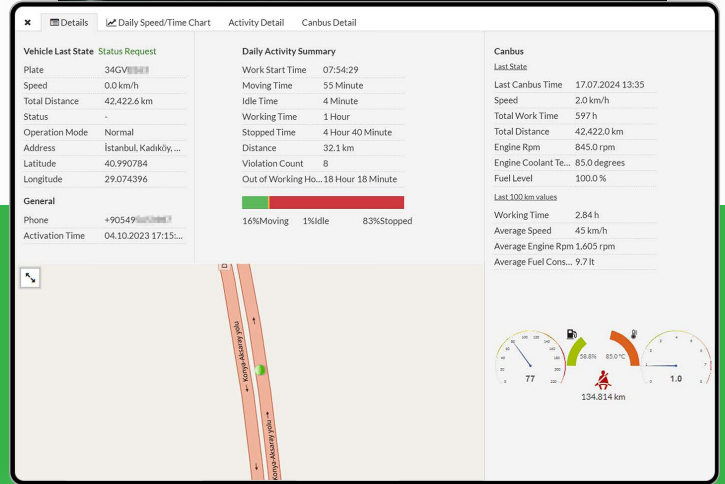 ✖ Details Daily Speed/Time Chart Activity Detail Canbus Detail
Vehicle Last State Status Request
Plate 34GV
Speed 0.0 km/h
Total Distance 42,422.6 km
Status -
Operation Mode Normal
Address İstanbul, Kadıköy, ...
Latitude 40.990784
Longitude 29.074396
General
Phone +90549
Activation Time 04.10.2023 17:15:...
Daily Activity Summary
Work Start Time 07:54:29
Moving Time 55 Minute
Idle Time 4 Minute
Working Time 1 Hour
Stopped Time 4 Hour 40 Minute
Distance 32.1 km
Violation Count 8
Out of Working Ho... 18 Hour 18 Minute
16%Moving 1%Idle 83%Stopped
Canbus
Last State
Last Canbus Time 17.07.2024 13:35
Speed 2.0 km/h
Total Work Time 597 h
Total Distance 42,422.0 km
Engine Rpm 845.0 rpm
Engine Coolant Te... 85.0 degrees
Fuel Level 100.0 %
Last 100 km values
Working Time 2.84 h
Average Speed 45 km/h
Average Engine Rpm 1,605 rpm
Average Fuel Cons... 9.7 lt
Konya-Aksaray yolu
Konya-Aksaray yolu
77
58.8%
85.0 °C
1.0
134.814 km